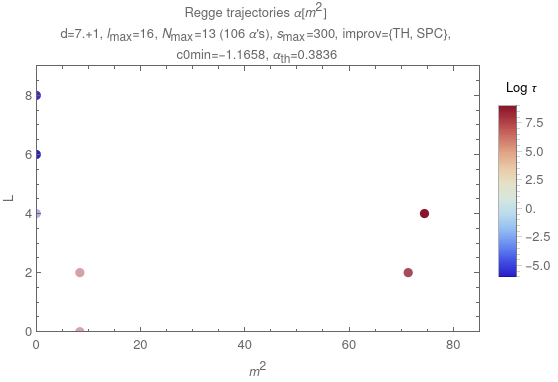 Regge trajectories α[m²]
d=7.+1, lmax=16, Nmax=13 (106 α's), smax=300, improv={TH, SPC},
c0min=−1.1658, αth=0.3836
Log τ
8
6
4
2
0
L
7.5
5.0
2.5
0.
−2.5
−5.0
0 20 40 60 80
m²